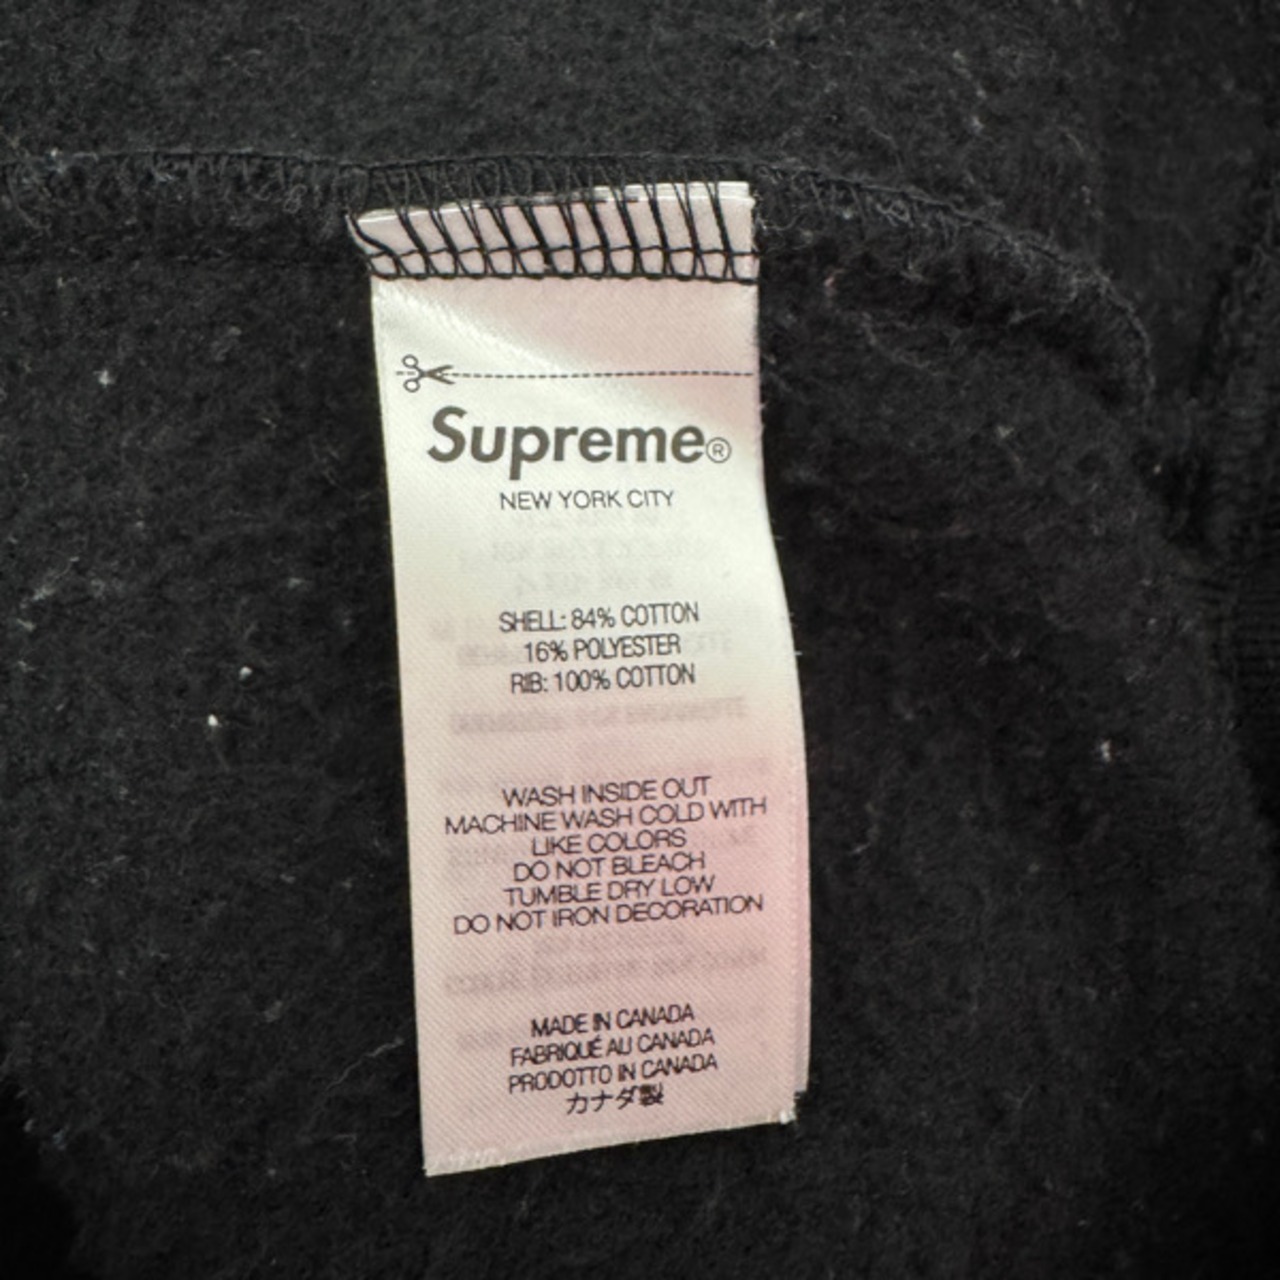 Supreme®
NEW YORK CITY
SHELL: 84% COTTON
16% POLYESTER
RIB: 100% COTTON
WASH INSIDE OUT
MACHINE WASH COLD WITH
LIKE COLORS
DO NOT BLEACH
TUMBLE DRY LOW
DO NOT IRON DECORATION
MADE IN CANADA
FABRIQUÉ AU CANADA
PRODOTTO IN CANADA
カナダ製